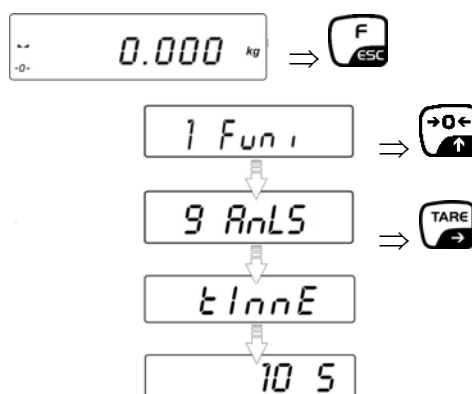 0.000 kg
-0-
F
ESC
1 Funi
→0←
↑
9 AnLS
TARE
→
tInnE
10 S